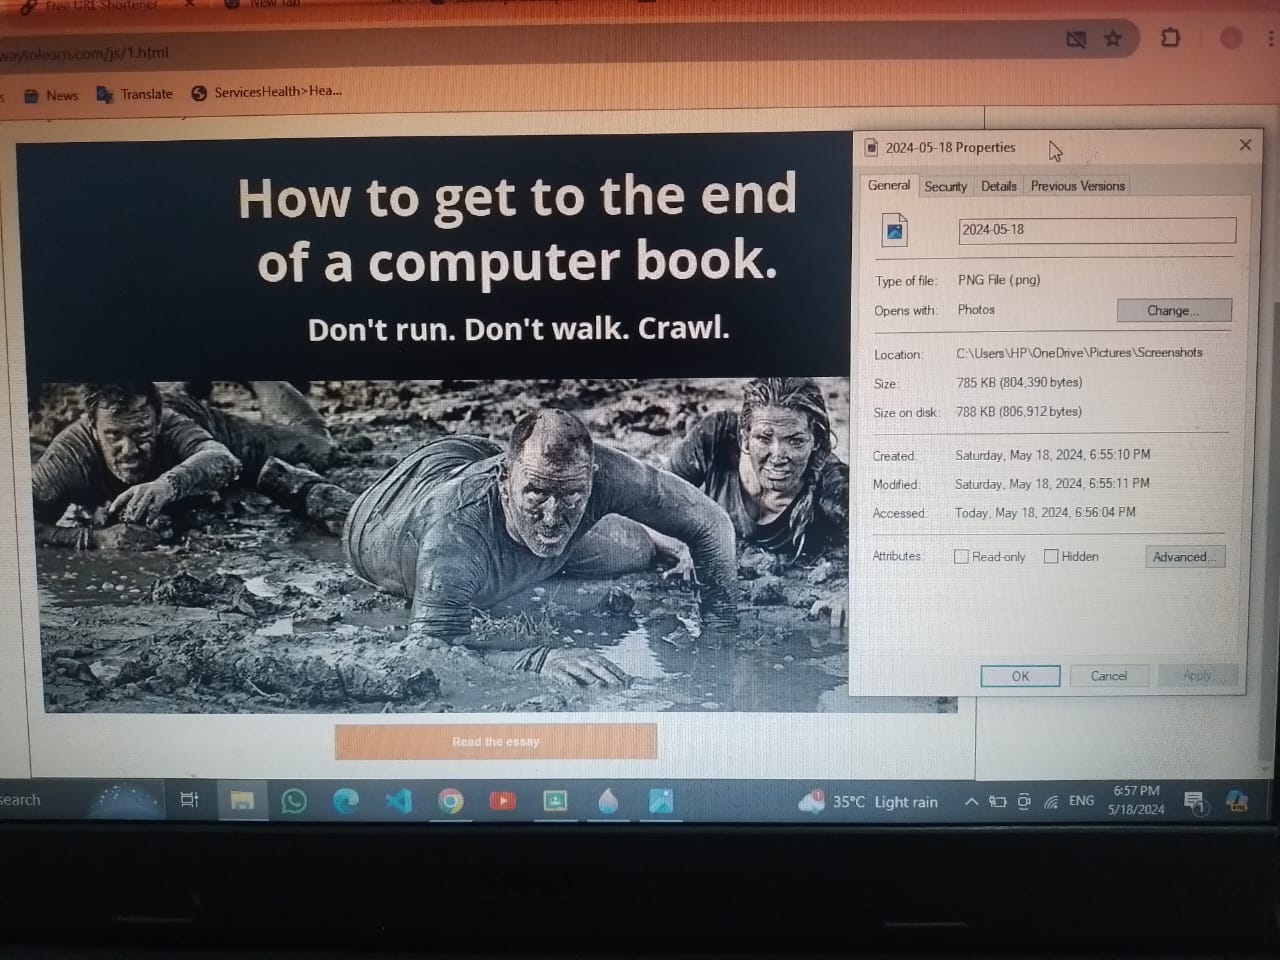 Free URL Shortener
New Tab
waytolearn.com/js/1.html
News
Translate
ServicesHealth>Hea...
How to get to the end
of a computer book.
Don't run. Don't walk. Crawl.
Read the essay
2024-05-18 Properties
General Security Details Previous Versions
2024-05-18
Type of file: PNG File (.png)
Opens with: Photos Change...
Location: C:\Users\HP\OneDrive\Pictures\Screenshots
Size: 785 KB (804,390 bytes)
Size on disk: 788 KB (806,912 bytes)
Created: Saturday, May 18, 2024, 6:55:10 PM
Modified: Saturday, May 18, 2024, 6:55:11 PM
Accessed: Today, May 18, 2024, 6:56:04 PM
Attributes: Read-only Hidden Advanced...
OK Cancel Apply
search
35°C Light rain
ENG
6:57 PM
5/18/2024
1